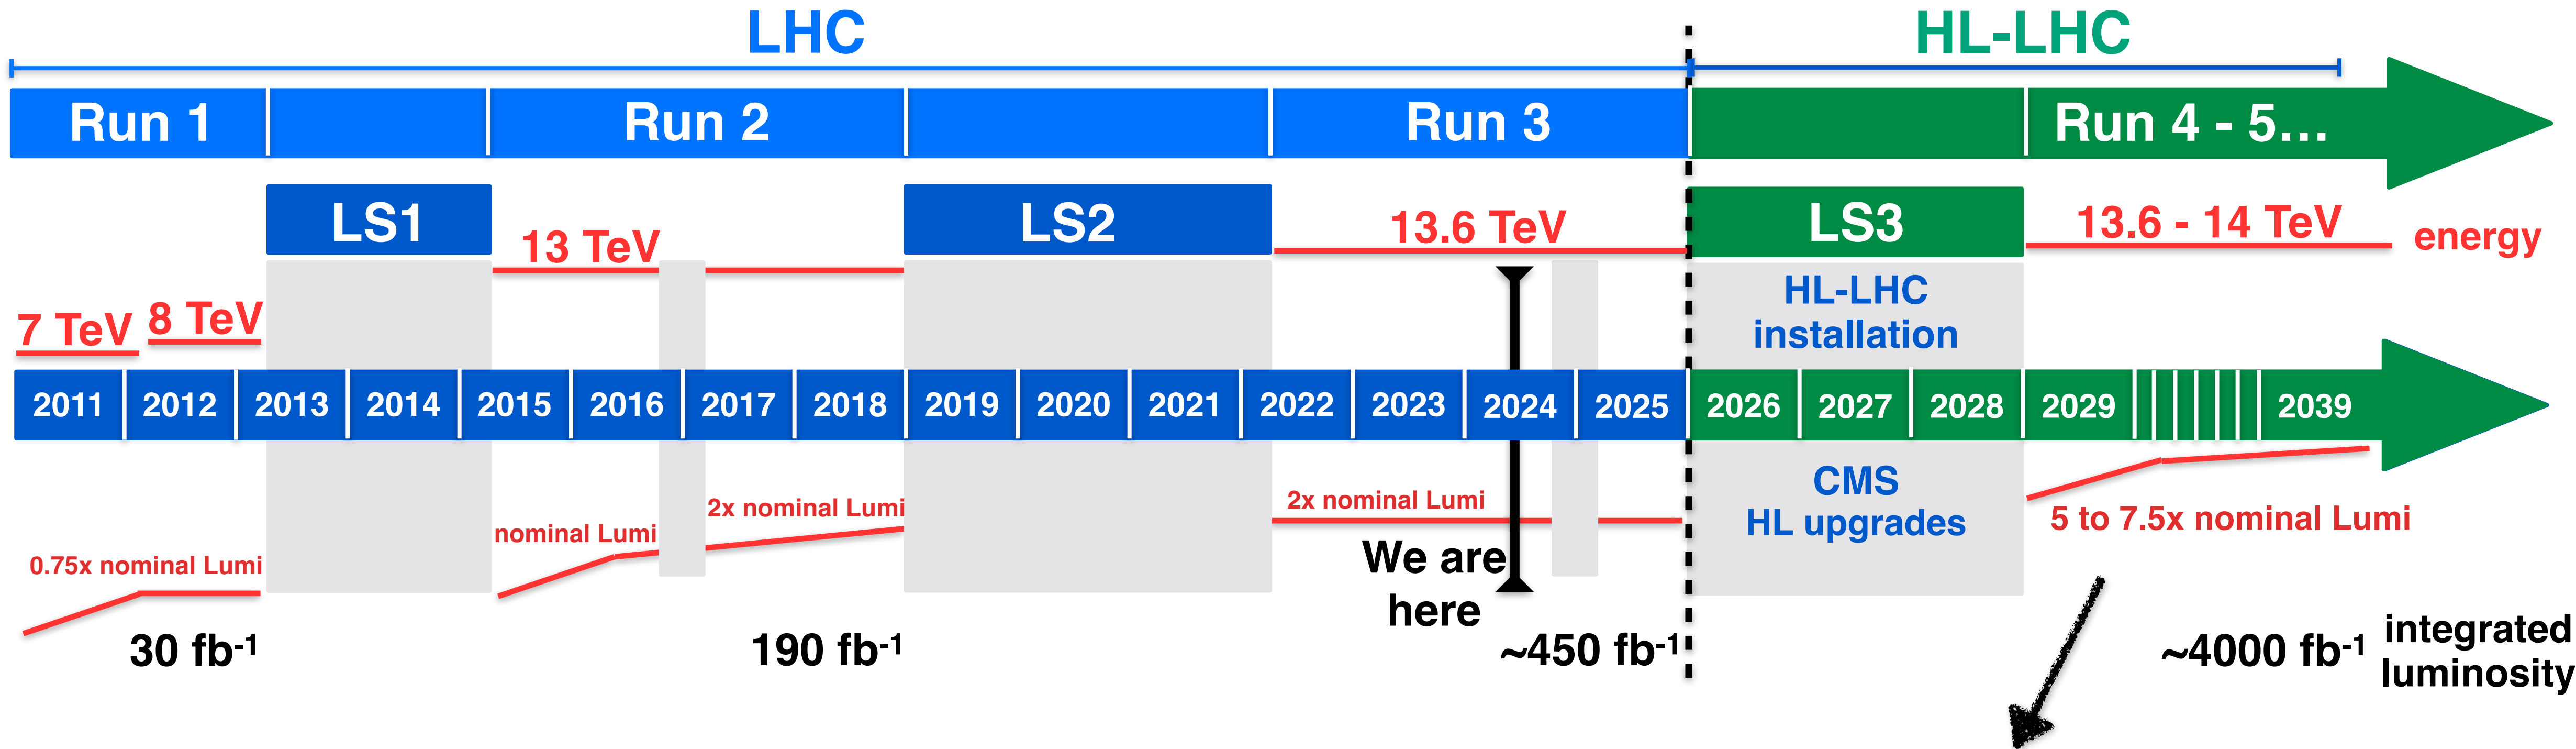 LHC
HL-LHC
Run 1
Run 2
Run 3
Run 4 - 5...
LS1
LS2
LS3
7 TeV
8 TeV
13 TeV
13.6 TeV
13.6 - 14 TeV
energy
HL-LHC
installation
2011 2012 2013 2014 2015 2016 2017 2018 2019 2020 2021 2022 2023 2024 2025 2026 2027 2028 2029 2039
CMS
HL upgrades
0.75x nominal Lumi
nominal Lumi
2x nominal Lumi
2x nominal Lumi
5 to 7.5x nominal Lumi
We are
here
30 fb⁻¹
190 fb⁻¹
~450 fb⁻¹
~4000 fb⁻¹
integrated
luminosity